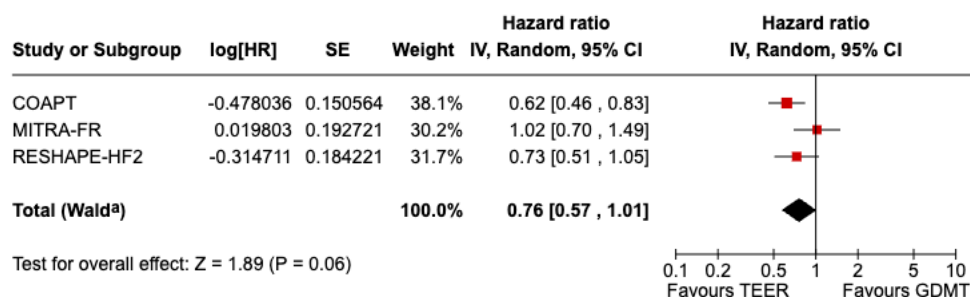 Hazard ratio Hazard ratio
Study or Subgroup log[HR] SE Weight IV, Random, 95% CI IV, Random, 95% CI
COAPT -0.478036 0.150564 38.1% 0.62 [0.46 , 0.83]
MITRA-FR 0.019803 0.192721 30.2% 1.02 [0.70 , 1.49]
RESHAPE-HF2 -0.314711 0.184221 31.7% 0.73 [0.51 , 1.05]
Total (Waldᵃ) 100.0% 0.76 [0.57 , 1.01]
Test for overall effect: Z = 1.89 (P = 0.06)
0.1 0.2 0.5 1 2 5 10
Favours TEER Favours GDMT